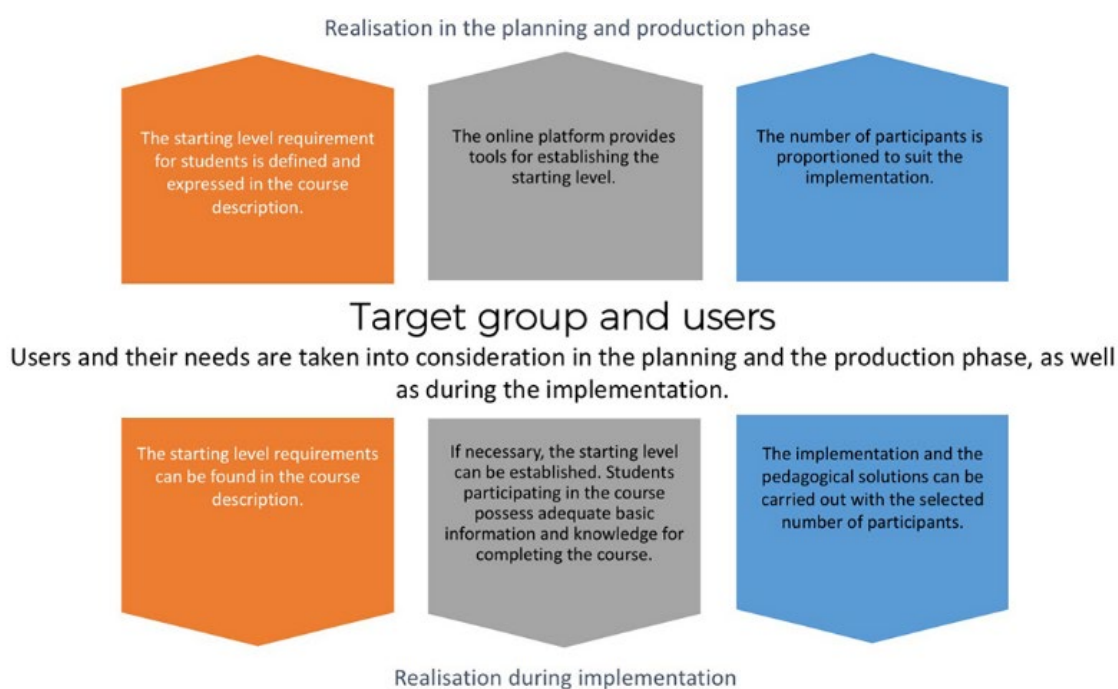 Realisation in the planning and production phase
The starting level requirement
for students is defined and
expressed in the course
description.
The online platform provides
tools for establishing the
starting level.
The number of participants is
proportioned to suit the
implementation.
Target group and users
Users and their needs are taken into consideration in the planning and the production phase, as well
as during the implementation.
The starting level requirements
can be found in the course
description.
If necessary, the starting level
can be established. Students
participating in the course
possess adequate basic
information and knowledge for
completing the course.
The implementation and the
pedagogical solutions can be
carried out with the selected
number of participants.
Realisation during implementation